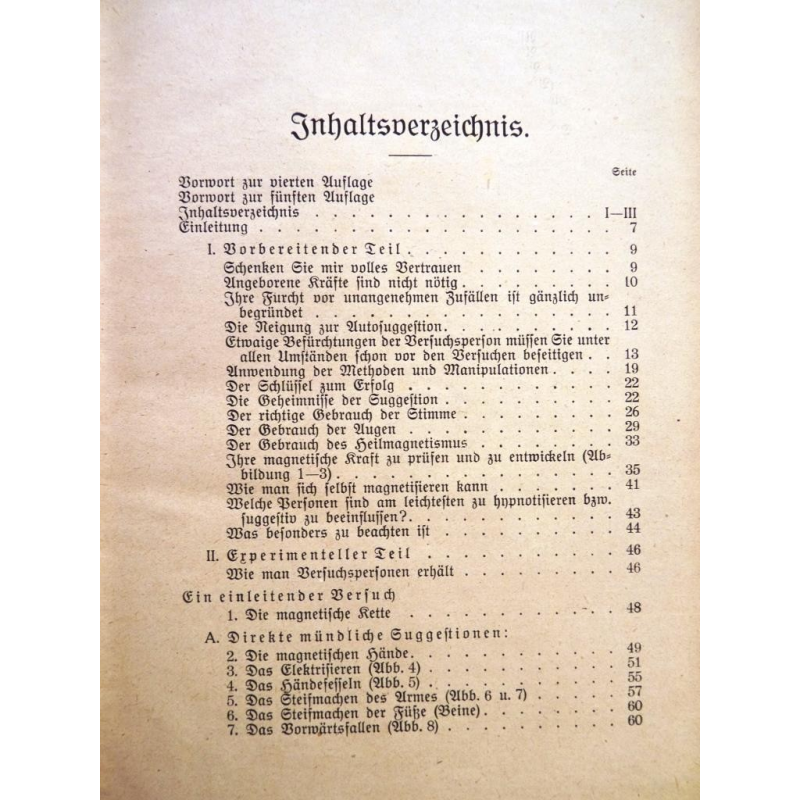 Inhaltsverzeichnis.
Seite
Vorwort zur vierten Auflage
Vorwort zur fünften Auflage
Inhaltsverzeichnis . . . . . . . . . . . . . . . . . I—III
Einleitung . . . . . . . . . . . . . . . . . . . . 7
I. Vorbereitender Teil . . . . . . . . . . . . 9
Schenken Sie mir volles Vertrauen . . . . . . . . 9
Angeborene Kräfte sind nicht nötig . . . . . . . . . 10
Ihre Furcht vor unangenehmen Zufällen ist gänzlich un-
begründet . . . . . . . . . . . . . . . . . 11
Die Neigung zur Autosuggestion . . . . . . . . . . 12
Etwaige Befürchtungen der Versuchsperson müssen Sie unter
allen Umständen schon vor den Versuchen beseitigen . . 13
Anwendung der Methoden und Manipulationen . . . . 19
Der Schlüssel zum Erfolg . . . . . . . . . . . . 22
Die Geheimnisse der Suggestion . . . . . . . . . . 22
Der richtige Gebrauch der Stimme . . . . . . . . . 26
Der Gebrauch der Augen . . . . . . . . . . . . 29
Der Gebrauch des Heilmagnetismus . . . . . . . . 33
Ihre magnetische Kraft zu prüfen und zu entwickeln (Ab-
bildung 1—3) . . . . . . . . . . . . . . . . 35
Wie man sich selbst magnetisieren kann . . . . . . . 41
Welche Personen sind am leichtesten zu hypnotisieren bzw.
suggestiv zu beeinflussen? . . . . . . . . . . . . 43
Was besonders zu beachten ist . . . . . . . . . . 44
II. Experimenteller Teil . . . . . . . . . . . 46
Wie man Versuchspersonen erhält . . . . . . . . . 46
Ein einleitender Versuch
1. Die magnetische Kette . . . . . . . . . . . . 48
A. Direkte mündliche Suggestionen:
2. Die magnetischen Hände . . . . . . . . . . . . 49
3. Das Elektrisieren (Abb. 4) . . . . . . . . . . . 51
4. Das Händefesseln (Abb. 5) . . . . . . . . . . . 55
5. Das Steifmachen des Armes (Abb. 6 u. 7) . . . . . 57
6. Das Steifmachen der Füße (Beine) . . . . . . . . 60
7. Das Vorwärtsfallen (Abb. 8) . . . . . . . . . . 60